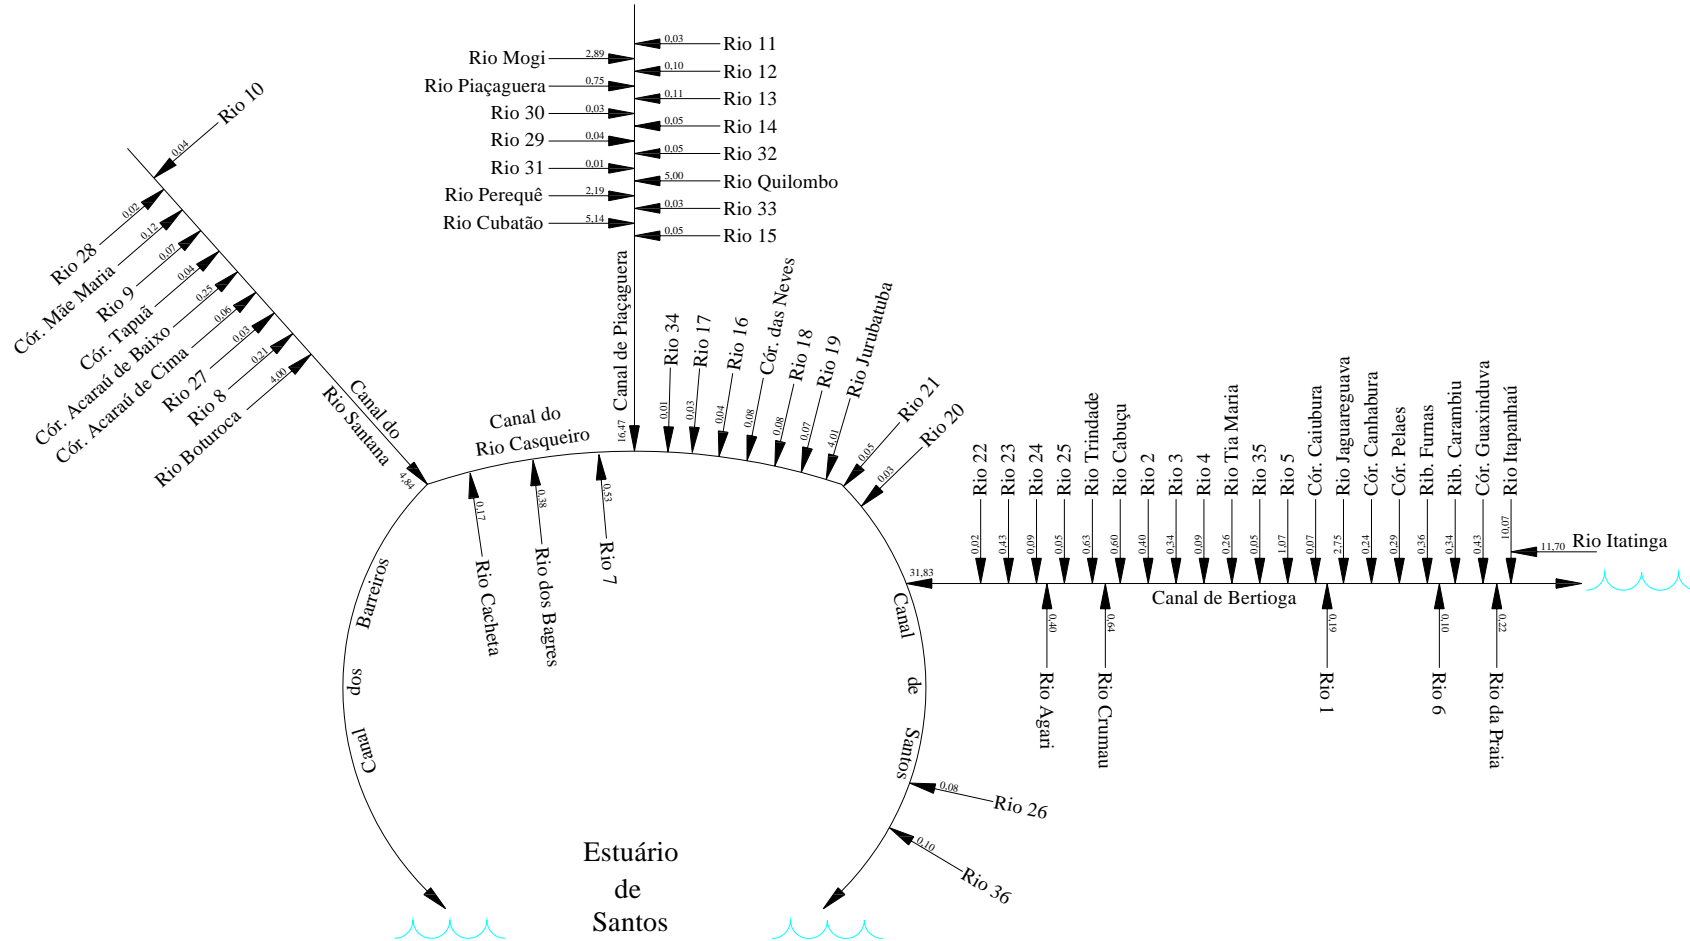 Rio 10
0,04
Rio 28
0,02
Cór. Mãe Maria
0,12
Rio 9
0,07
Cór. Tapuã
0,04
Cór. Acaraú de Baixo
0,25
Cór. Acaraú de Cima
0,06
Rio 27
0,03
Rio 8
0,21
Rio Boturoca
4,00
Canal do
Rio Santana
4,84
Rio 11
0,03
Rio Mogi
2,89
Rio 12
0,10
Rio Piaçaguera
0,75
Rio 13
0,11
Rio 30
0,03
Rio 14
0,05
Rio 29
0,04
Rio 32
0,05
Rio 31
0,01
Rio Quilombo
5,00
Rio Perequê
2,19
Rio 33
0,03
Rio Cubatão
5,14
Rio 15
0,05
Canal de Piaçaguera
16,47
Canal do
Rio Casqueiro
Rio Cacheta
0,17
Rio dos Bagres
0,38
Rio 7
0,53
Rio 34
0,01
Rio 17
0,03
Rio 16
0,04
Cór. das Neves
0,08
Rio 18
0,08
Rio 19
0,07
Rio Jurubatuba
4,01
Rio 21
0,05
Rio 20
0,03
31,83
Canal de Bertioga
Rio 22
0,02
Rio 23
0,43
Rio 24
0,09
Rio Agari
0,40
Rio 25
0,05
Rio Trindade
0,63
Rio Crumau
0,64
Rio Cabuçu
0,60
Rio 2
0,40
Rio 3
0,34
Rio 4
0,09
Rio Tia Maria
0,26
Rio 35
0,05
Rio 5
1,07
Cór. Caiubura
0,07
Rio 1
0,19
Rio Jaguareguava
2,75
Cór. Canhabura
0,24
Cór. Pelaes
0,29
Rib. Furnas
0,36
Rio 6
0,10
Rib. Carambiu
0,34
Cór. Guaxinduva
0,43
Rio da Praia
0,22
Rio Itapanhaú
10,07
Rio Itatinga
11,70
Canal dos Barreiros
Canal de Santos
Rio 26
0,08
Rio 36
0,10
Estuário
de
Santos